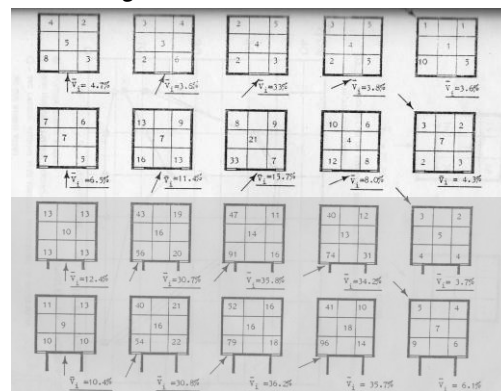 4 2 3 4 2 5 3 5 1 1
5 3 4 4 1
8 3 2 6 2 5 2 5 10 5
V̄i= 4.7% V̄i=3.6% V̄i=33% V̄i=3.8% V̄i=3.6%
7 6 13 9 8 9 10 6 3 2
7 7 21 4 7
7 5 16 13 33 7 12 8 2 3
V̄i=6.5% V̄i=11.4% V̄i=15.7% V̄i=8.0% V̄i= 4.3%
13 13 43 19 47 11 40 12 3 2
10 16 14 13 5
13 13 56 20 91 16 74 31 4 4
V̄i=12.4% V̄i=30.7% V̄i=35.8% V̄i=34.2% V̄i= 3.7%
11 13 40 21 52 16 41 10 5 4
9 16 16 18 7
10 10 54 22 79 18 96 14 9 6
V̄i=10.4% V̄i=30.8% V̄i=36.2% V̄i= 35.7% V̄i= 6.1%